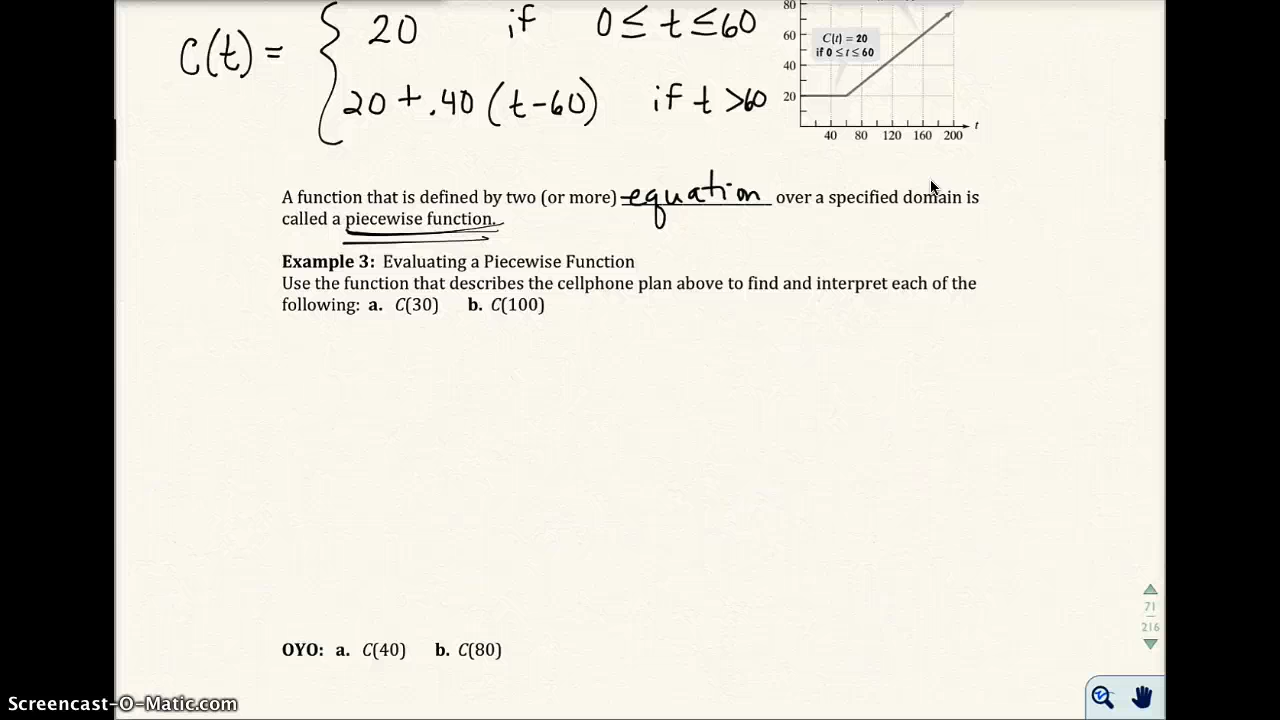 C(t) =
20 if 0 ≤ t ≤ 60
20 + .40 (t-60) if t >60
80
60
40
20
C(t) = 20
if 0 ≤ t ≤ 60
40 80 120 160 200
t
A function that is defined by two (or more) equation over a specified domain is
called a piecewise function.
Example 3: Evaluating a Piecewise Function
Use the function that describes the cellphone plan above to find and interpret each of the
following: a. C(30) b. C(100)
OYO: a. C(40) b. C(80)
71
216
Screencast-O-Matic.com